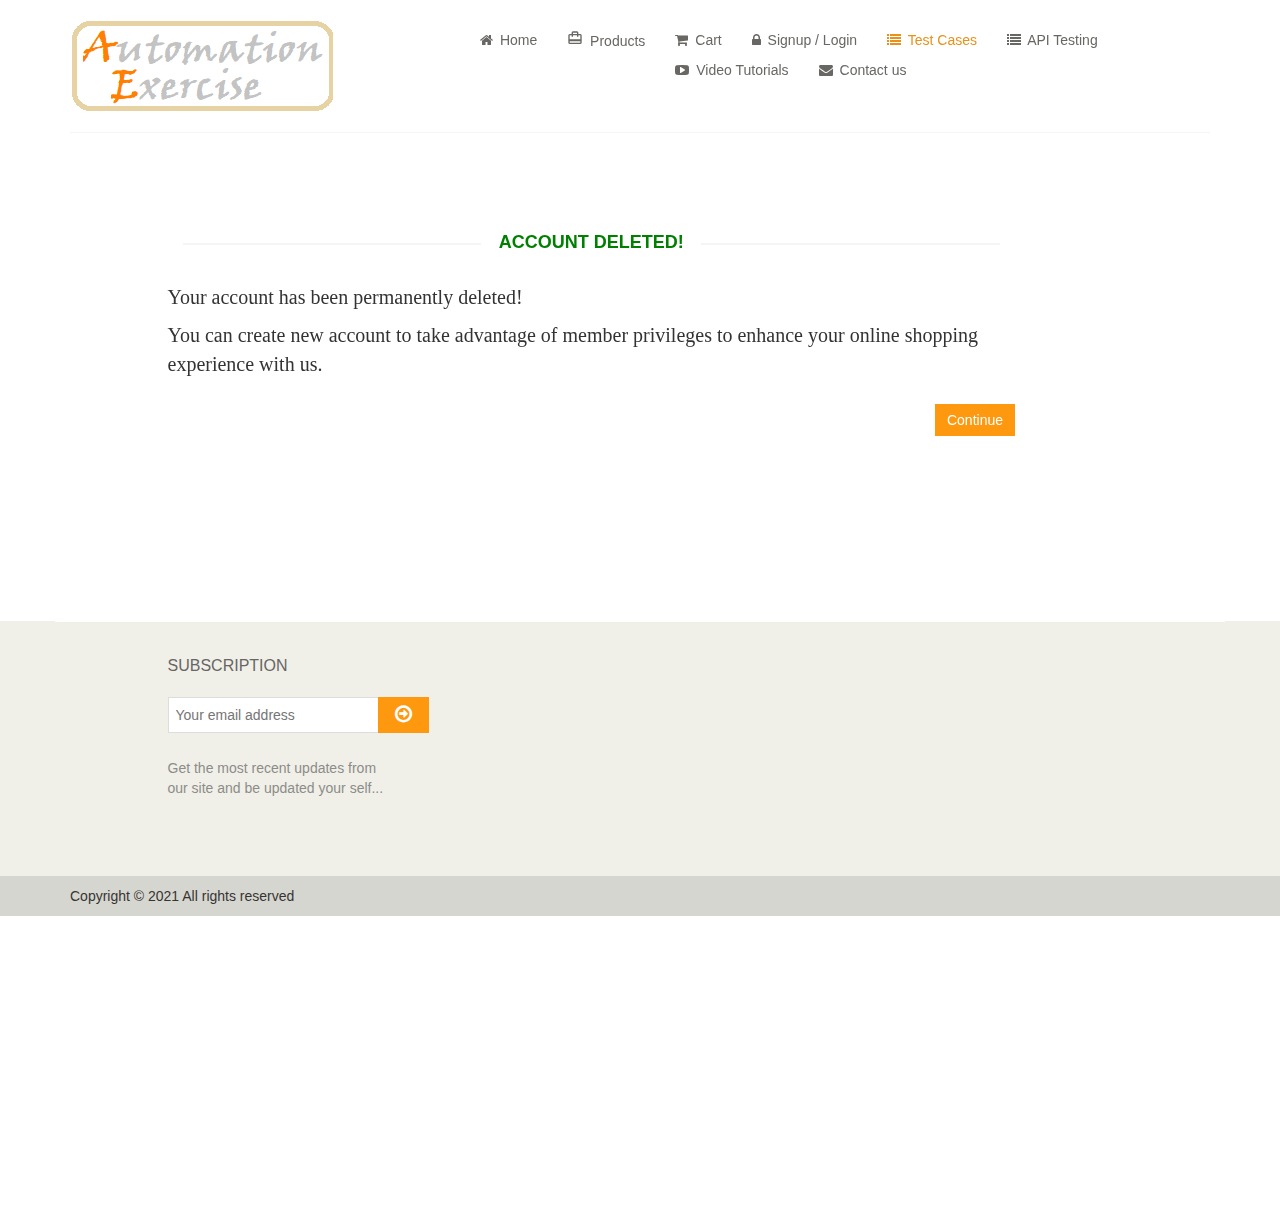 Automation
Exercise
Home
Products
Cart
Signup / Login
Test Cases
API Testing
Video Tutorials
Contact us
ACCOUNT DELETED!
Your account has been permanently deleted!
You can create new account to take advantage of member privileges to enhance your online shopping
experience with us.
Continue
SUBSCRIPTION
Your email address
Get the most recent updates from
our site and be updated your self...
Copyright © 2021 All rights reserved